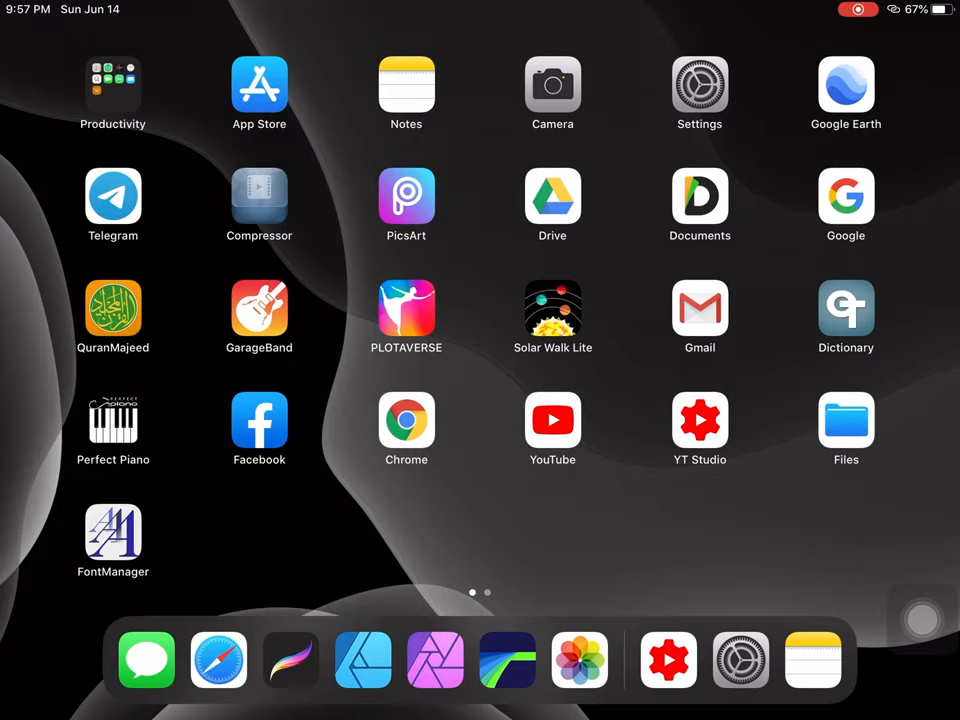 9:57 PM Sun Jun 14 67%
Productivity App Store Notes Camera Settings Google Earth
Telegram Compressor PicsArt Drive Documents Google
QuranMajeed GarageBand PLOTAVERSE Solar Walk Lite Gmail Dictionary
Perfect Piano Facebook Chrome YouTube YT Studio Files
FontManager